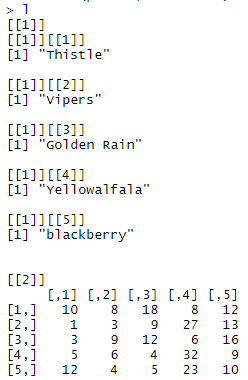 > l
[[1]]
[[1]][[1]]
[1] "Thistle"
[[1]][[2]]
[1] "Vipers"
[[1]][[3]]
[1] "Golden Rain"
[[1]][[4]]
[1] "Yellowalfala"
[[1]][[5]]
[1] "blackberry"
[[2]]
     [,1] [,2] [,3] [,4] [,5]
[1,]   10    8   18    8   12
[2,]    1    3    9   27   13
[3,]    3    9   12    6   16
[4,]    5    6    4   32    9
[5,]   12    4    5   23   10